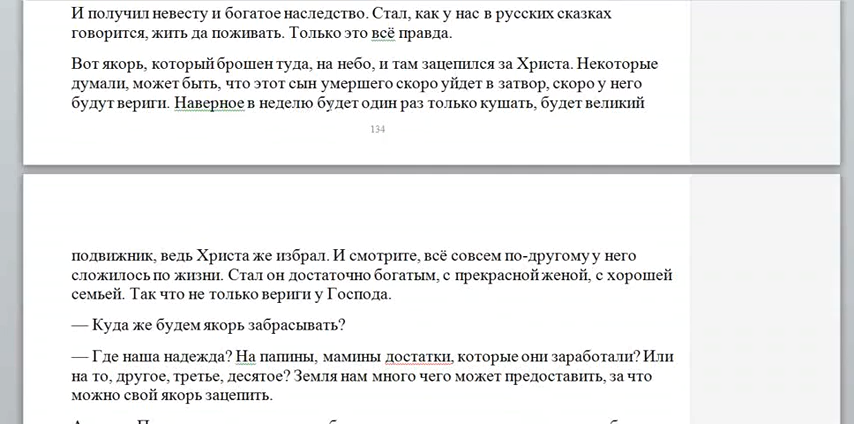 И получил невесту и богатое наследство. Стал, как у нас в русских сказках
говорится, жить да поживать. Только это всё правда.
Вот якорь, который брошен туда, на небо, и там зацепился за Христа. Некоторые
думали, может быть, что этот сын умершего скоро уйдет в затвор, скоро у него
будут вериги. Наверное в неделю будет один раз только кушать, будет великий
134
подвижник, ведь Христа же избрал. И смотрите, всё совсем по-другому у него
сложилось по жизни. Стал он достаточно богатым, с прекрасной женой, с хорошей
семьей. Так что не только вериги у Господа.
— Куда же будем якорь забрасывать?
— Где наша надежда? На папины, мамины достатки, которые они заработали? Или
на то, другое, третье, десятое? Земля нам много чего может предоставить, за что
можно свой якорь зацепить.